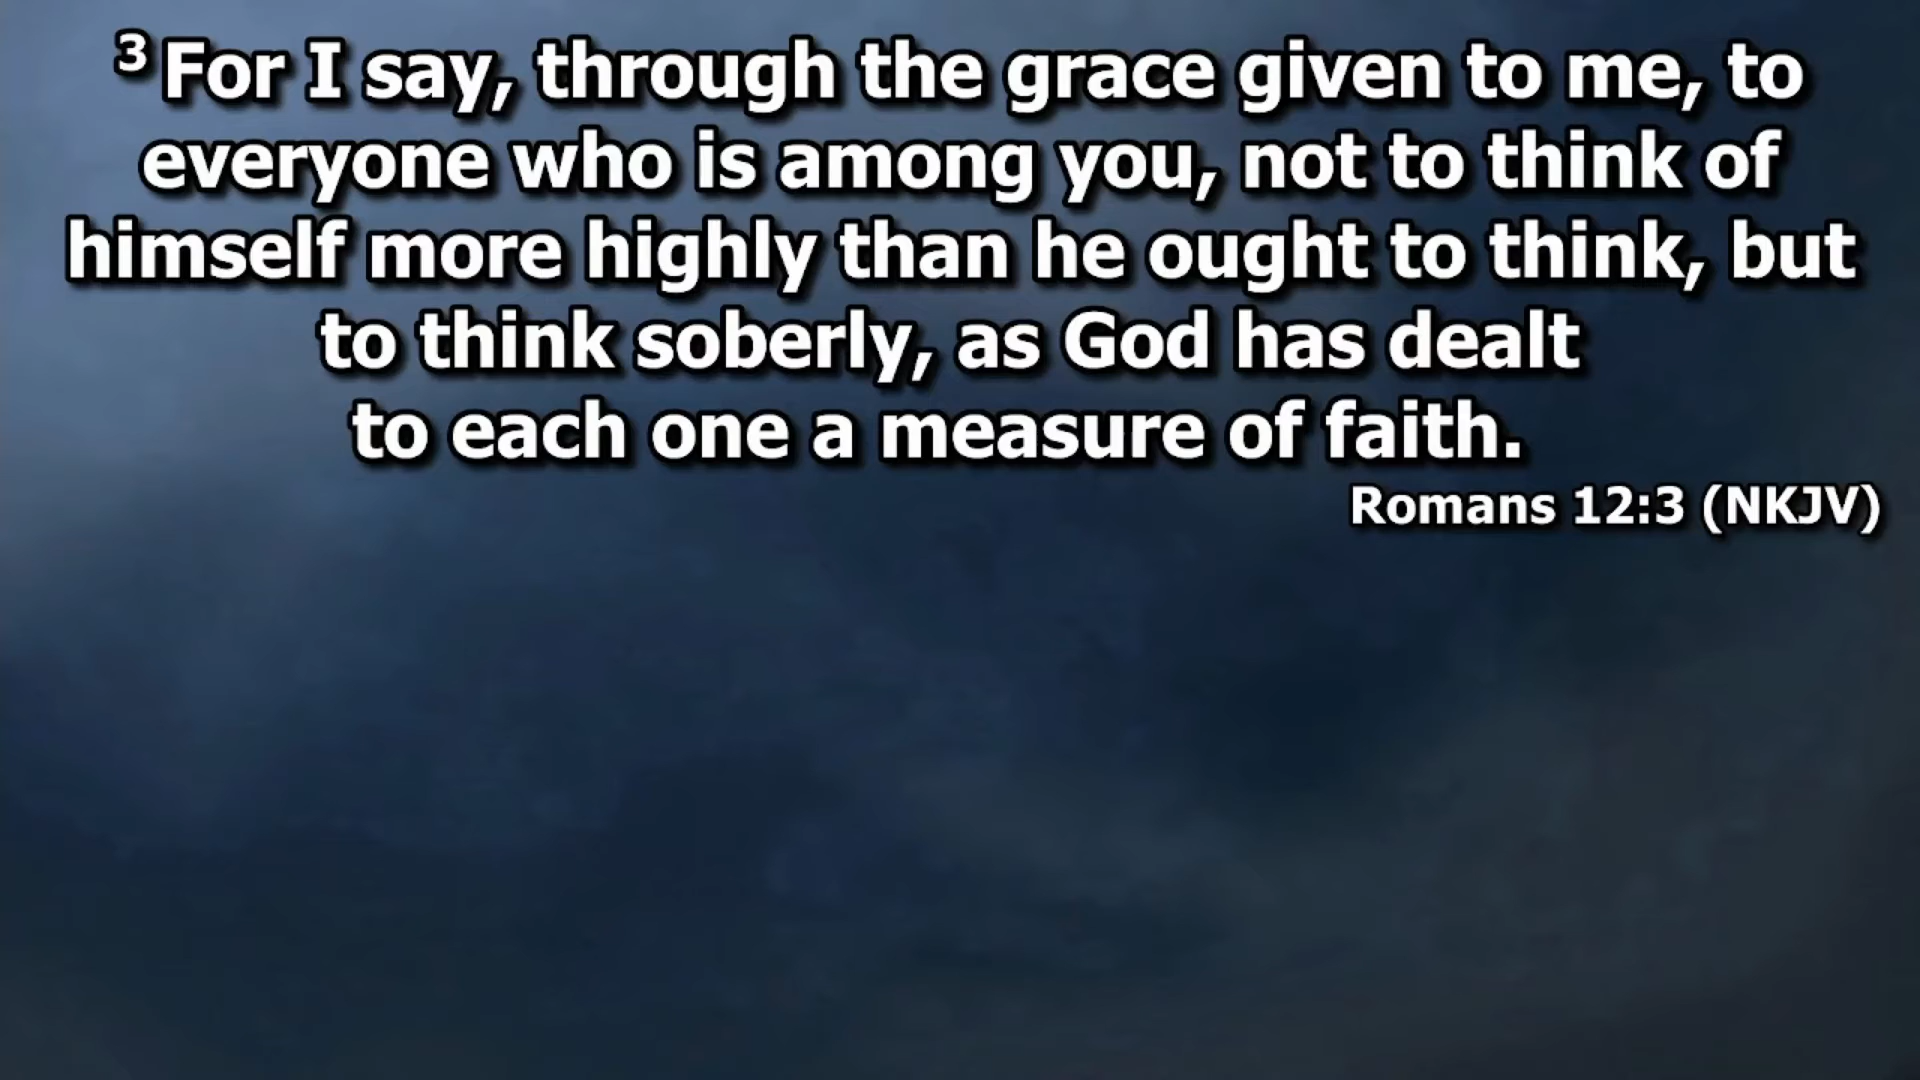 3 For I say, through the grace given to me, to
everyone who is among you, not to think of
himself more highly than he ought to think, but
to think soberly, as God has dealt
to each one a measure of faith.
Romans 12:3 (NKJV)